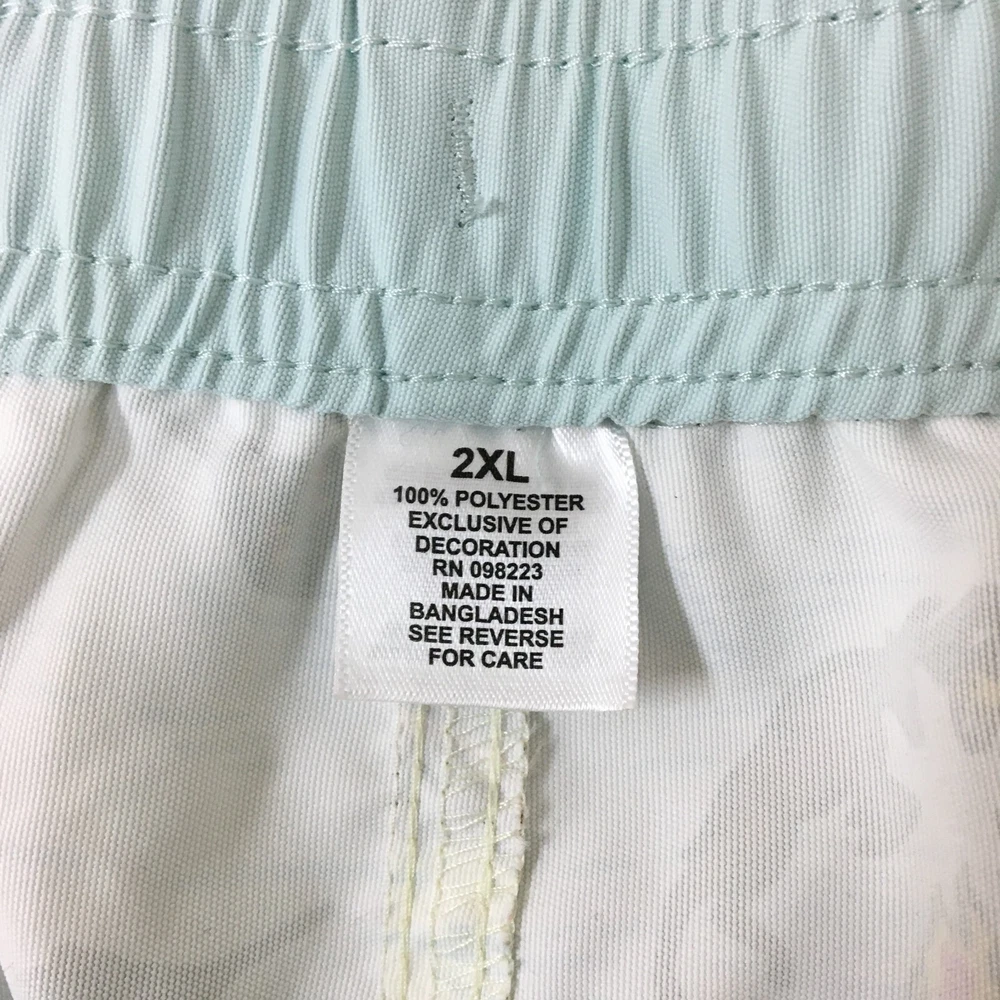 2XL
100% POLYESTER
EXCLUSIVE OF
DECORATION
RN 098223
MADE IN
BANGLADESH
SEE REVERSE
FOR CARE